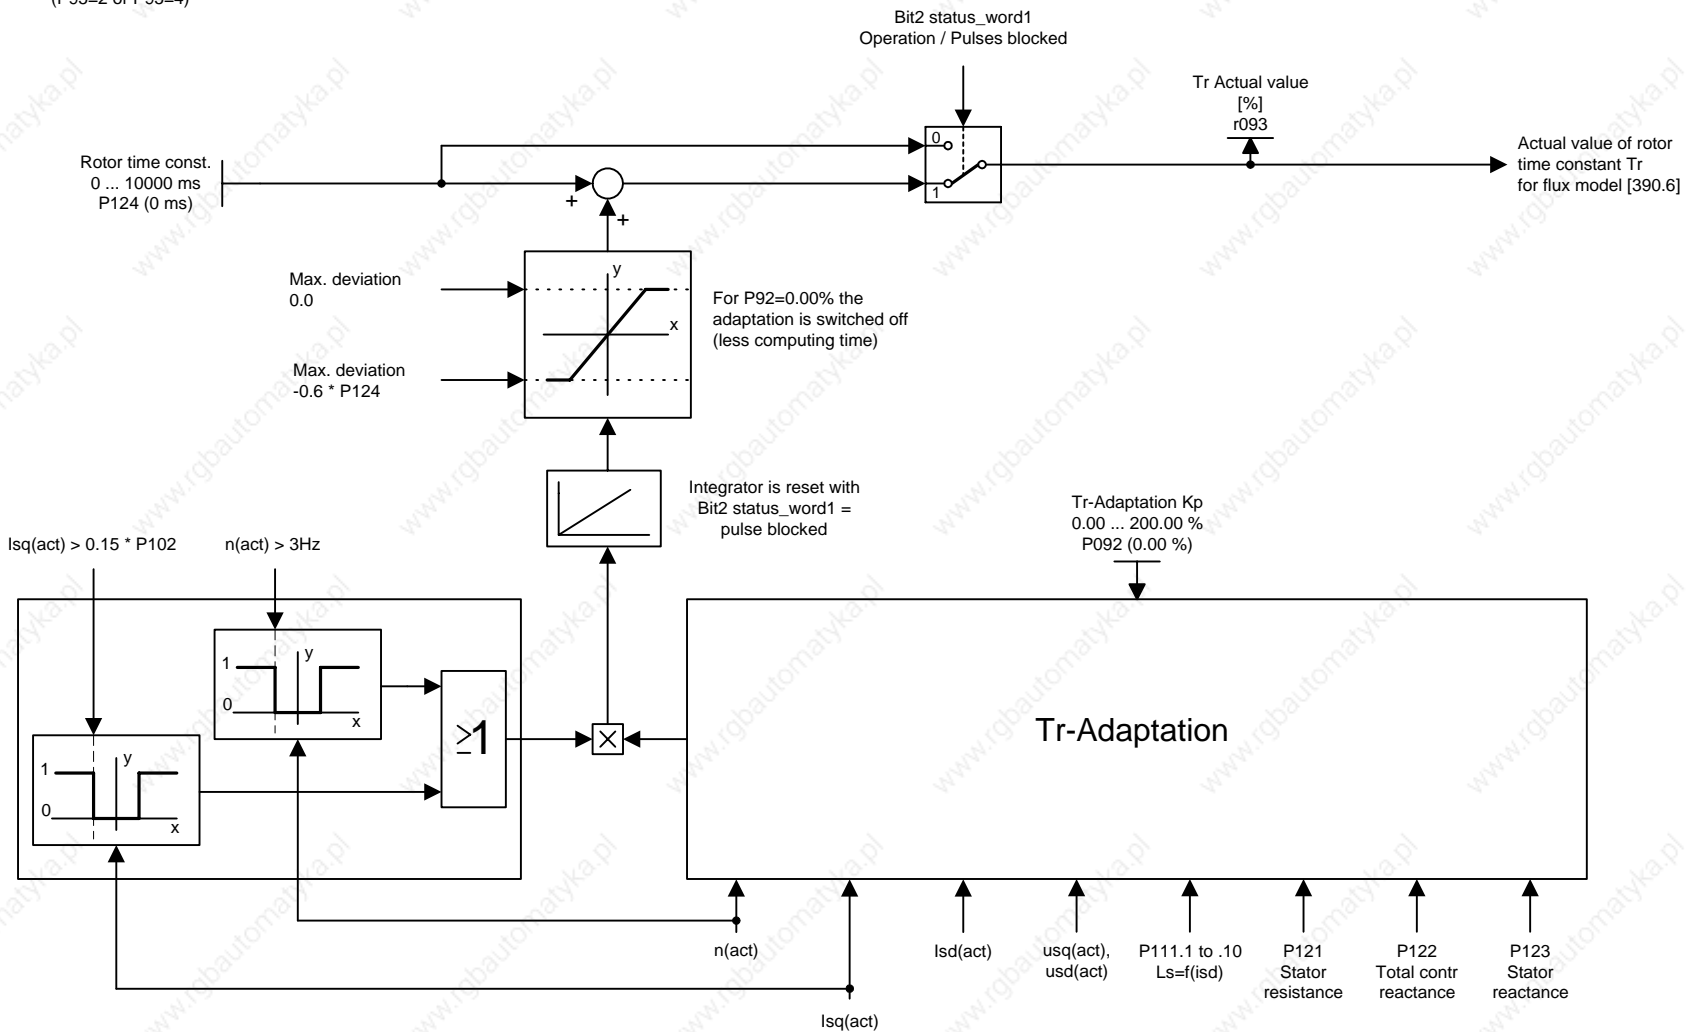 (P95=2 or P95=4)
Bit2 status_word1
Operation / Pulses blocked
Tr Actual value
[%]
r093
Rotor time const.
0 ... 10000 ms
P124 (0 ms)
0
1
Actual value of rotor
time constant Tr
for flux model [390.6]
+
+
Max. deviation
0.0
y
x
For P92=0.00% the
adaptation is switched off
(less computing time)
Max. deviation
-0.6 * P124
Integrator is reset with
Bit2 status_word1 =
pulse blocked
Tr-Adaptation Kp
0.00 ... 200.00 %
P092 (0.00 %)
Isq(act) > 0.15 * P102
n(act) > 3Hz
1
y
0
x
1
y
0
x
≥1
Tr-Adaptation
n(act)
Isq(act)
Isd(act)
usq(act),
usd(act)
P111.1 to .10
Ls=f(isd)
P121
Stator
resistance
P122
Total contr
reactance
P123
Stator
reactance
www.rgbautomatyka.pl